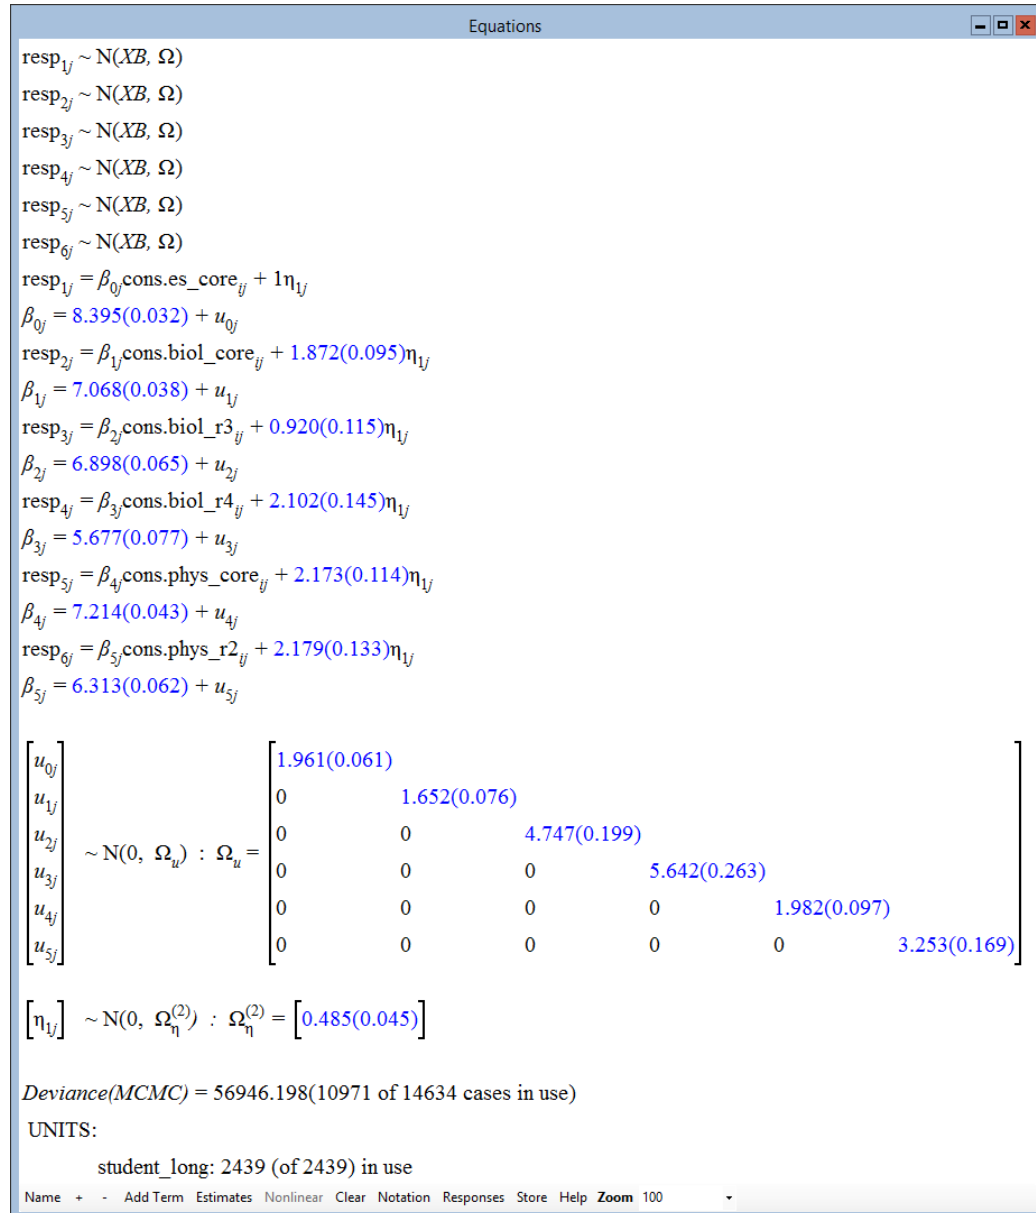 Equations
resp₁ⱼ ~ N(XB, Ω)
resp₂ⱼ ~ N(XB, Ω)
resp₃ⱼ ~ N(XB, Ω)
resp₄ⱼ ~ N(XB, Ω)
resp₅ⱼ ~ N(XB, Ω)
resp₆ⱼ ~ N(XB, Ω)
resp₁ⱼ = β₀ⱼcons.es_coreᵢⱼ + 1η₁ⱼ
β₀ⱼ = 8.395(0.032) + u₀ⱼ
resp₂ⱼ = β₁ⱼcons.biol_coreᵢⱼ + 1.872(0.095)η₁ⱼ
β₁ⱼ = 7.068(0.038) + u₁ⱼ
resp₃ⱼ = β₂ⱼcons.biol_r3ᵢⱼ + 0.920(0.115)η₁ⱼ
β₂ⱼ = 6.898(0.065) + u₂ⱼ
resp₄ⱼ = β₃ⱼcons.biol_r4ᵢⱼ + 2.102(0.145)η₁ⱼ
β₃ⱼ = 5.677(0.077) + u₃ⱼ
resp₅ⱼ = β₄ⱼcons.phys_coreᵢⱼ + 2.173(0.114)η₁ⱼ
β₄ⱼ = 7.214(0.043) + u₄ⱼ
resp₆ⱼ = β₅ⱼcons.phys_r2ᵢⱼ + 2.179(0.133)η₁ⱼ
β₅ⱼ = 6.313(0.062) + u₅ⱼ
u₀ⱼ 1.961(0.061)
u₁ⱼ 0 1.652(0.076)
u₂ⱼ 0 0 4.747(0.199)
~ N(0, Ωᵤ) : Ωᵤ =
u₃ⱼ 0 0 0 5.642(0.263)
u₄ⱼ 0 0 0 0 1.982(0.097)
u₅ⱼ 0 0 0 0 0 3.253(0.169)
[η₁ⱼ] ~ N(0, Ω_η⁽²⁾) : Ω_η⁽²⁾ = [0.485(0.045)]
Deviance(MCMC) = 56946.198(10971 of 14634 cases in use)
UNITS:
student_long: 2439 (of 2439) in use
Name + - Add Term Estimates Nonlinear Clear Notation Responses Store Help Zoom 100